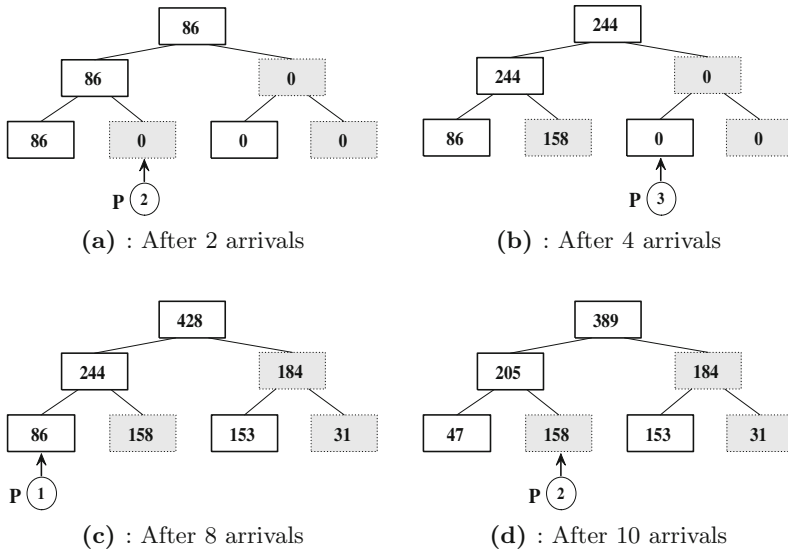 86
86 0
86 0 0 0
P 2
(a) : After 2 arrivals
244
244 0
86 158 0 0
P 3
(b) : After 4 arrivals
428
244 184
86 158 153 31
P 1
(c) : After 8 arrivals
389
205 184
47 158 153 31
P 2
(d) : After 10 arrivals